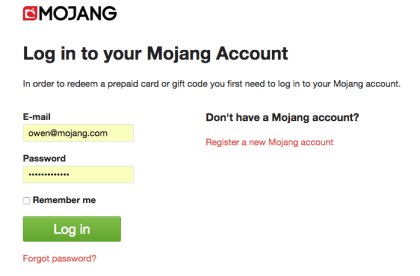 MOJANG
Log in to your Mojang Account
In order to redeem a prepaid card or gift code you first need to log in to your Mojang account.
E-mail
owen@mojang.com
Password
•••••••••••••
Remember me
Log in
Forgot password?
Don't have a Mojang account?
Register a new Mojang account